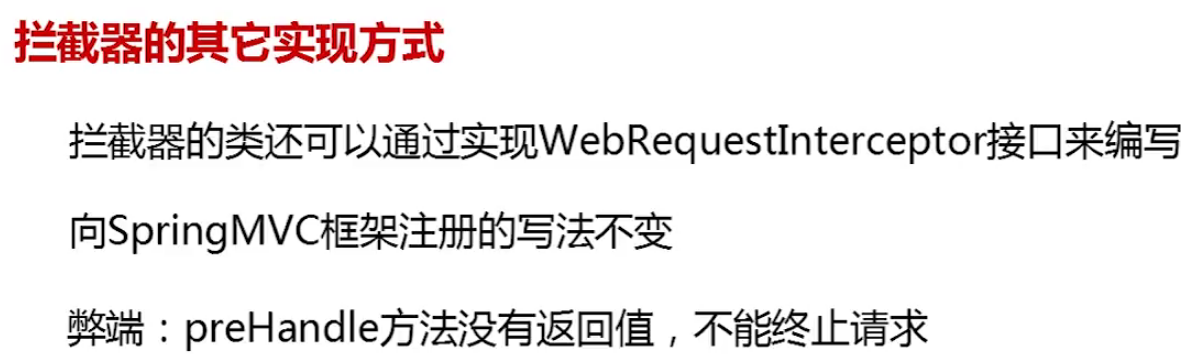 拦截器的其它实现方式
拦截器的类还可以通过实现WebRequestInterceptor接口来编写
向SpringMVC框架注册的写法不变
弊端：preHandle方法没有返回值，不能终止请求